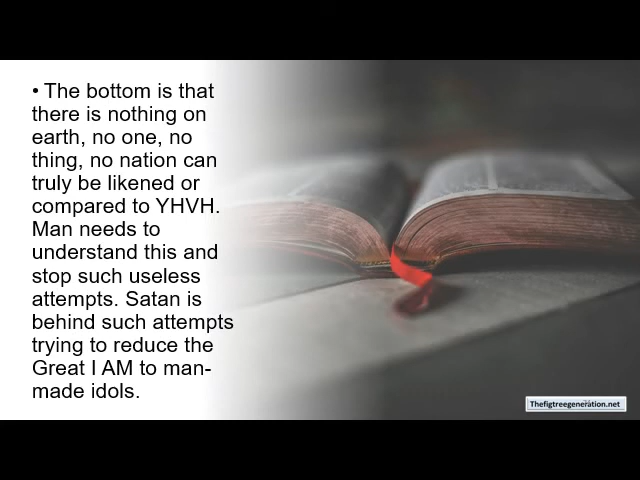 • The bottom is that
there is nothing on
earth, no one, no
thing, no nation can
truly be likened or
compared to YHVH.
Man needs to
understand this and
stop such useless
attempts. Satan is
behind such attempts
trying to reduce the
Great I AM to man-
made idols.
Thefigtreegeneration.net